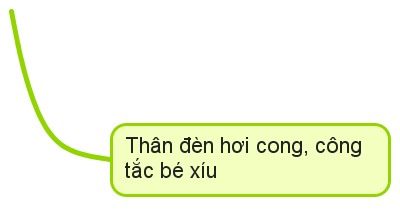 Thân đèn hơi cong, công
tắc bé xíu